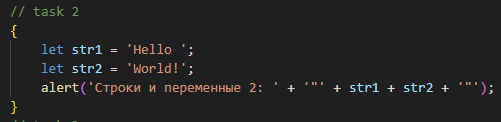 // task 2
{
    let str1 = 'Hello ';
    let str2 = 'World!';
    alert('Строки и переменные 2: ' + '"' + str1 + str2 + '"');
}